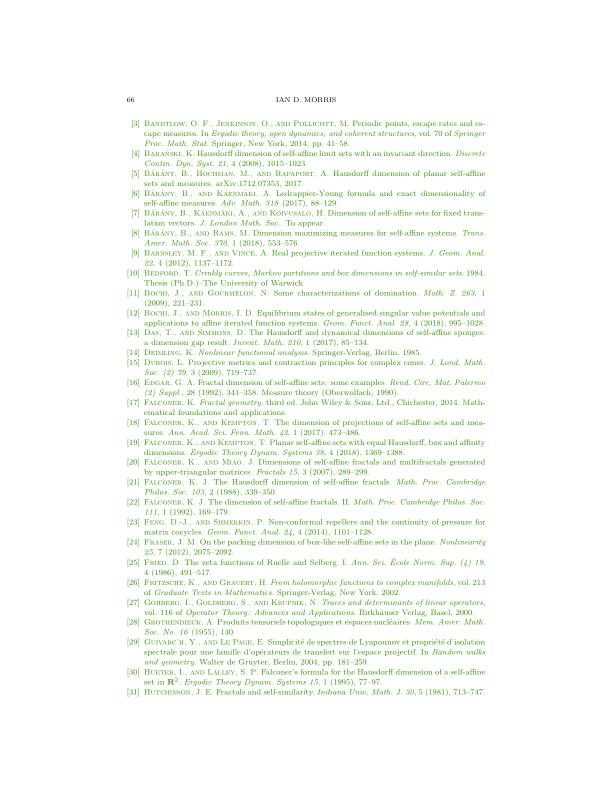 66 IAN D. MORRIS
[3] BANDTLOW, O. F., JENKINSON, O., AND POLLICOTT, M. Periodic points, escape rates and es-
cape measures. In Ergodic theory, open dynamics, and coherent structures, vol. 70 of Springer
Proc. Math. Stat. Springer, New York, 2014, pp. 41–58.
[4] BARAŃSKI, K. Hausdorff dimension of self-affine limit sets with an invariant direction. Discrete
Contin. Dyn. Syst. 21, 4 (2008), 1015–1023.
[5] BÁRÁNY, B., HOCHMAN, M., AND RAPAPORT, A. Hausdorff dimension of planar self-affine
sets and measures. arXiv:1712.07353, 2017.
[6] BÁRÁNY, B., AND KÄENMÄKI, A. Ledrappier-Young formula and exact dimensionality of
self-affine measures. Adv. Math. 318 (2017), 88–129.
[7] BÁRÁNY, B., KÄENMÄKI, A., AND KOIVUSALO, H. Dimension of self-affine sets for fixed trans-
lation vectors. J. London Math. Soc.. To appear.
[8] BÁRÁNY, B., AND RAMS, M. Dimension maximizing measures for self-affine systems. Trans.
Amer. Math. Soc. 370, 1 (2018), 553–576.
[9] BARNSLEY, M. F., AND VINCE, A. Real projective iterated function systems. J. Geom. Anal.
22, 4 (2012), 1137–1172.
[10] BEDFORD, T. Crinkly curves, Markov partitions and box dimensions in self-similar sets. 1984.
Thesis (Ph.D.)–The University of Warwick.
[11] BOCHI, J., AND GOURMELON, N. Some characterizations of domination. Math. Z. 263, 1
(2009), 221–231.
[12] BOCHI, J., AND MORRIS, I. D. Equilibrium states of generalised singular value potentials and
applications to affine iterated function systems. Geom. Funct. Anal. 28, 4 (2018), 995–1028.
[13] DAS, T., AND SIMMONS, D. The Hausdorff and dynamical dimensions of self-affine sponges:
a dimension gap result. Invent. Math. 210, 1 (2017), 85–134.
[14] DEIMLING, K. Nonlinear functional analysis. Springer-Verlag, Berlin, 1985.
[15] DUBOIS, L. Projective metrics and contraction principles for complex cones. J. Lond. Math.
Soc. (2) 79, 3 (2009), 719–737.
[16] EDGAR, G. A. Fractal dimension of self-affine sets: some examples. Rend. Circ. Mat. Palermo
(2) Suppl., 28 (1992), 341–358. Measure theory (Oberwolfach, 1990).
[17] FALCONER, K. Fractal geometry, third ed. John Wiley & Sons, Ltd., Chichester, 2014. Math-
ematical foundations and applications.
[18] FALCONER, K., AND KEMPTON, T. The dimension of projections of self-affine sets and mea-
sures. Ann. Acad. Sci. Fenn. Math. 42, 1 (2017), 473–486.
[19] FALCONER, K., AND KEMPTON, T. Planar self-affine sets with equal Hausdorff, box and affinity
dimensions. Ergodic Theory Dynam. Systems 38, 4 (2018), 1369–1388.
[20] FALCONER, K., AND MIAO, J. Dimensions of self-affine fractals and multifractals generated
by upper-triangular matrices. Fractals 15, 3 (2007), 289–299.
[21] FALCONER, K. J. The Hausdorff dimension of self-affine fractals. Math. Proc. Cambridge
Philos. Soc. 103, 2 (1988), 339–350.
[22] FALCONER, K. J. The dimension of self-affine fractals. II. Math. Proc. Cambridge Philos. Soc.
111, 1 (1992), 169–179.
[23] FENG, D.-J., AND SHMERKIN, P. Non-conformal repellers and the continuity of pressure for
matrix cocycles. Geom. Funct. Anal. 24, 4 (2014), 1101–1128.
[24] FRASER, J. M. On the packing dimension of box-like self-affine sets in the plane. Nonlinearity
25, 7 (2012), 2075–2092.
[25] FRIED, D. The zeta functions of Ruelle and Selberg. I. Ann. Sci. École Norm. Sup. (4) 19,
4 (1986), 491–517.
[26] FRITZSCHE, K., AND GRAUERT, H. From holomorphic functions to complex manifolds, vol. 213
of Graduate Texts in Mathematics. Springer-Verlag, New York, 2002.
[27] GOHBERG, I., GOLDBERG, S., AND KRUPNIK, N. Traces and determinants of linear operators,
vol. 116 of Operator Theory: Advances and Applications. Birkhäuser Verlag, Basel, 2000.
[28] GROTHENDIECK, A. Produits tensoriels topologiques et espaces nucléaires. Mem. Amer. Math.
Soc. No. 16 (1955), 140.
[29] GUIVARC'H, Y., AND LE PAGE, E. Simplicité de spectres de Lyapounov et propriété d'isolation
spectrale pour une famille d'opérateurs de transfert sur l'espace projectif. In Random walks
and geometry. Walter de Gruyter, Berlin, 2004, pp. 181–259.
[30] HUETER, I., AND LALLEY, S. P. Falconer's formula for the Hausdorff dimension of a self-affine
set in R². Ergodic Theory Dynam. Systems 15, 1 (1995), 77–97.
[31] HUTCHINSON, J. E. Fractals and self-similarity. Indiana Univ. Math. J. 30, 5 (1981), 713–747.